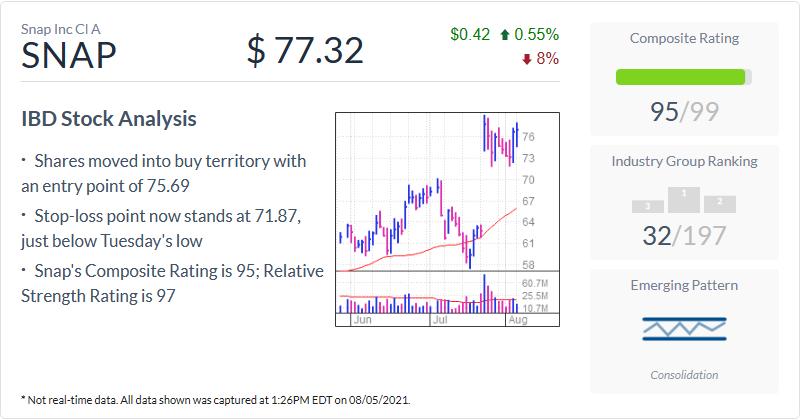 Snap Inc Cl A
SNAP
$ 77.32
$0.42 0.55%
8%
IBD Stock Analysis
· Shares moved into buy territory with
an entry point of 75.69
· Stop-loss point now stands at 71.87,
just below Tuesday's low
· Snap's Composite Rating is 95; Relative
Strength Rating is 97
76
73
70
67
64
61
58
60.7M
25.5M
10.7M
Jun Jul Aug
Composite Rating
95/99
Industry Group Ranking
3 1 2
32/197
Emerging Pattern
Consolidation
* Not real-time data. All data shown was captured at 1:26PM EDT on 08/05/2021.